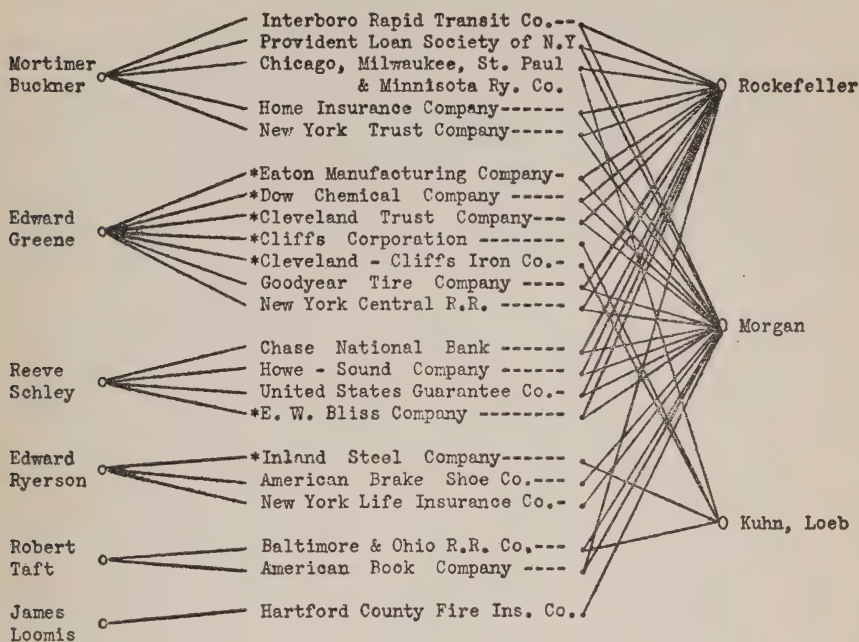 Mortimer
Buckner
Interboro Rapid Transit Co.--
Provident Loan Society of N.Y
Chicago, Milwaukee, St. Paul
& Minnisota Ry. Co.
Home Insurance Company-----
New York Trust Company-----
Edward
Greene
*Eaton Manufacturing Company-
*Dow Chemical Company -----
*Cleveland Trust Company---
*Cliffs Corporation --------
*Cleveland - Cliffs Iron Co.-
Goodyear Tire Company ----
New York Central R.R. -----
Reeve
Schley
Chase National Bank ------
Howe - Sound Company -----
United States Guarantee Co.-
*E. W. Bliss Company --------
Edward
Ryerson
*Inland Steel Company------
American Brake Shoe Co.---
New York Life Insurance Co.-
Robert
Taft
Baltimore & Ohio R.R. Co.---
American Book Company ----
James
Loomis
Hartford County Fire Ins. Co.
Rockefeller
Morgan
Kuhn, Loeb